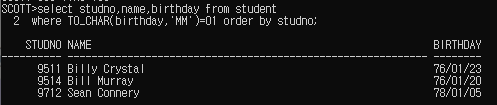 SCOTT>select studno,name,birthday from student
2 where TO_CHAR(birthday,'MM')=01 order by studno;
STUDNO NAME BIRTHDAY
---------- ------------------------------------------------------------ --------
9511 Billy Crystal 76/01/23
9514 Bill Murray 76/01/20
9712 Sean Connery 78/01/05